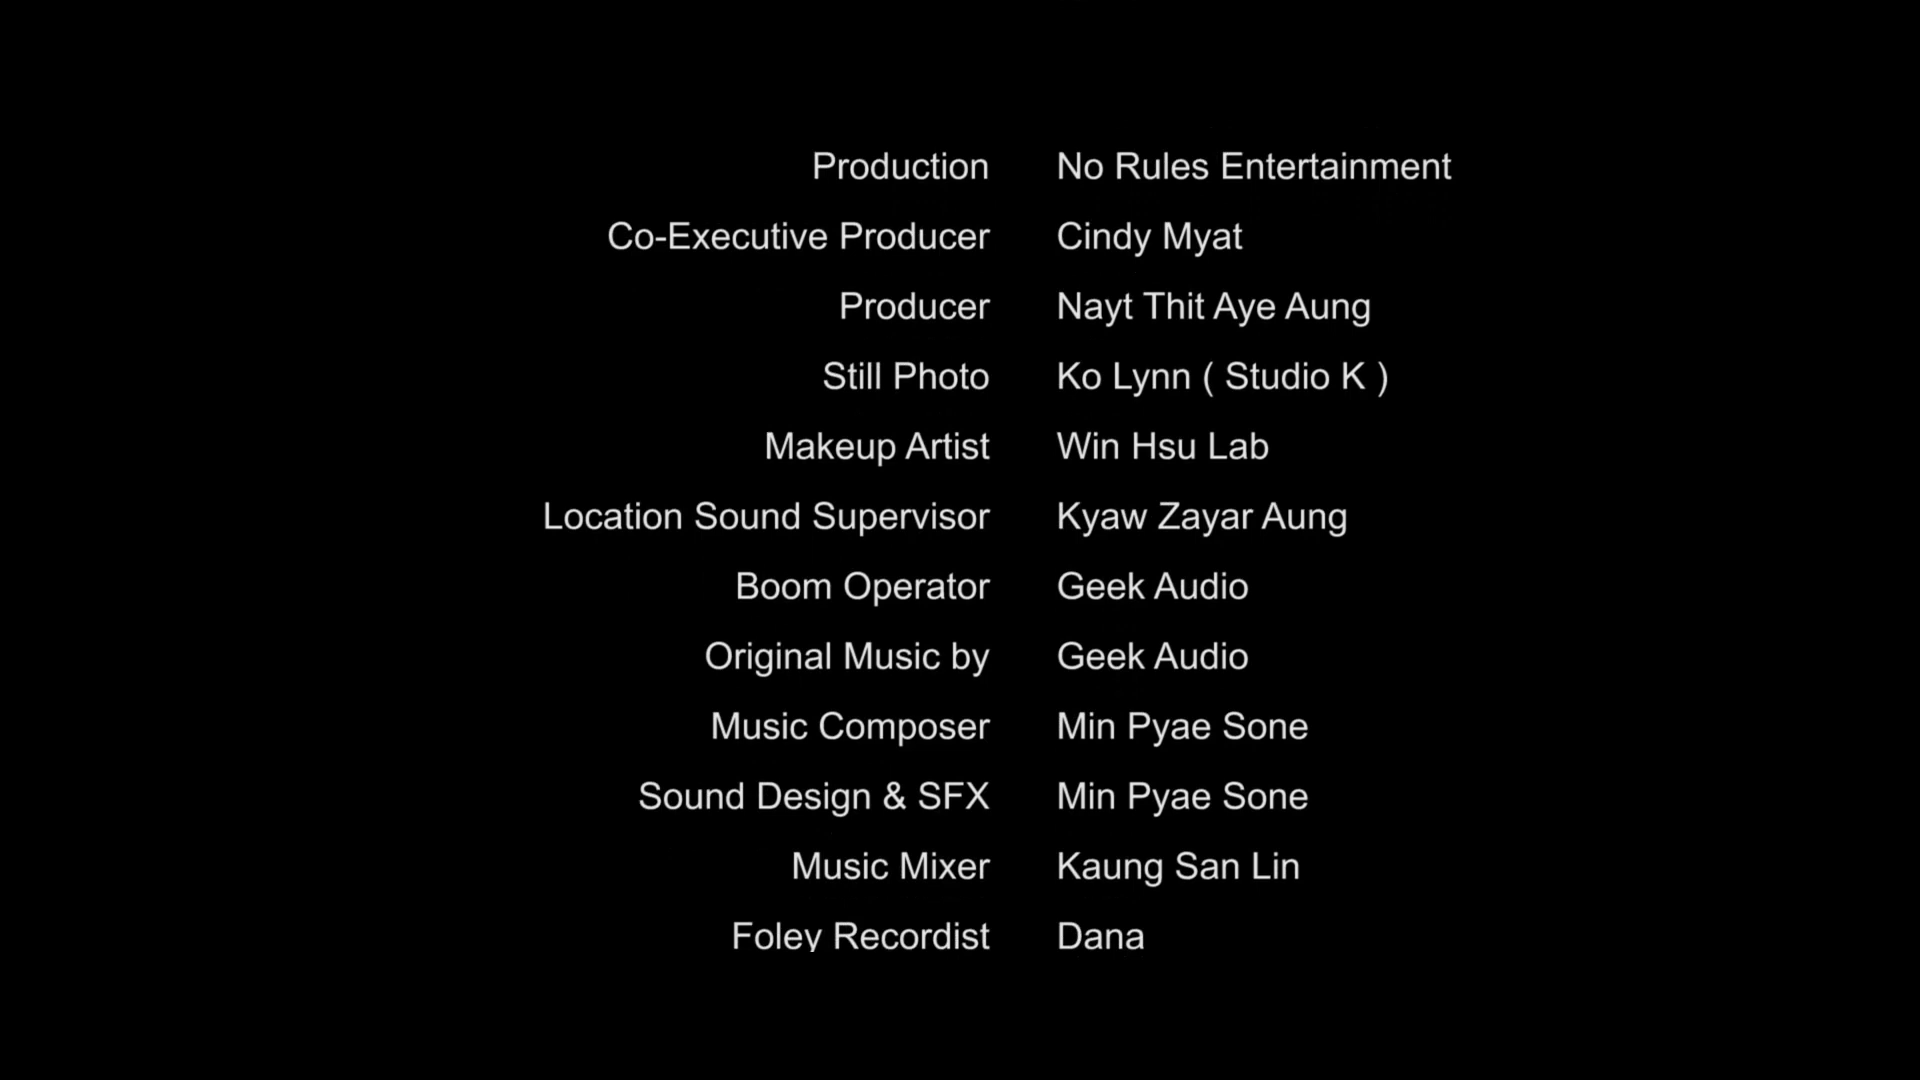 Production No Rules Entertainment
Co-Executive Producer Cindy Myat
Producer Nayt Thit Aye Aung
Still Photo Ko Lynn ( Studio K )
Makeup Artist Win Hsu Lab
Location Sound Supervisor Kyaw Zayar Aung
Boom Operator Geek Audio
Original Music by Geek Audio
Music Composer Min Pyae Sone
Sound Design & SFX Min Pyae Sone
Music Mixer Kaung San Lin
Foley Recordist Dana